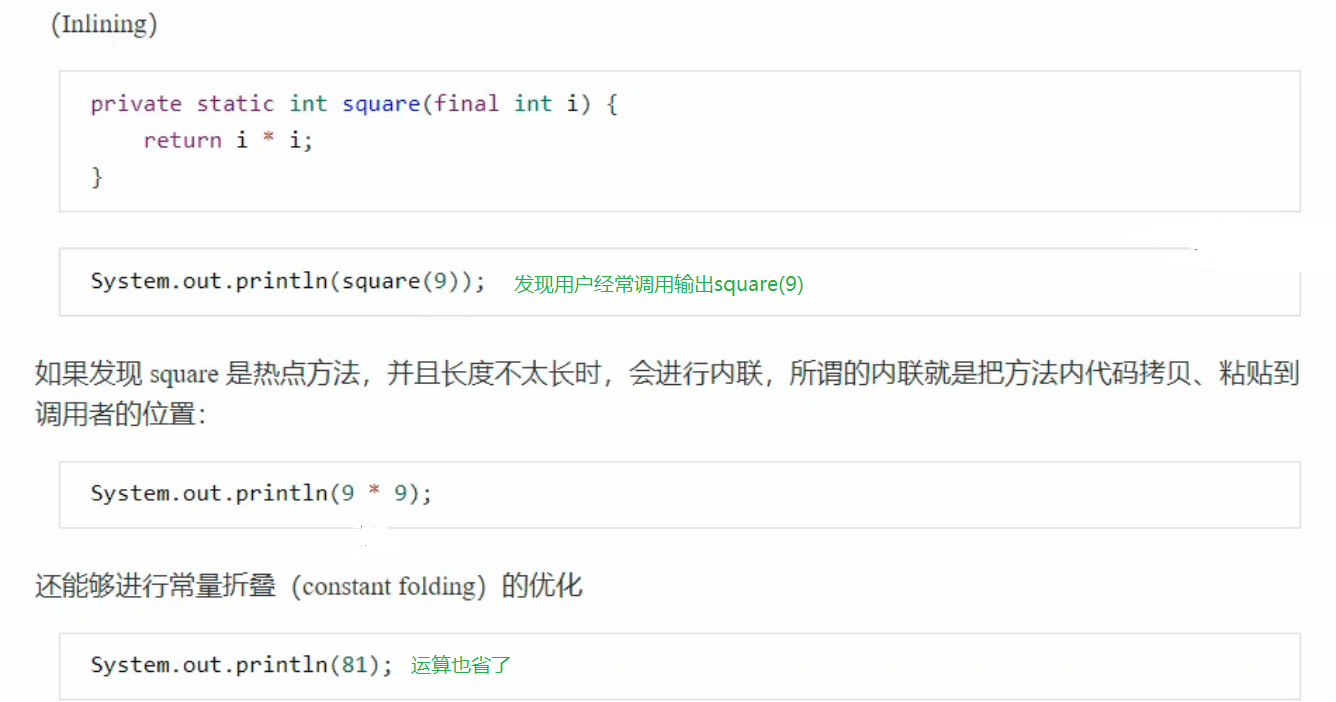 (Inlining)
private static int square(final int i) {
    return i * i;
}
System.out.println(square(9)); 发现用户经常调用输出square(9)
如果发现 square 是热点方法，并且长度不太长时，会进行内联，所谓的内联就是把方法内代码拷贝、粘贴到
调用者的位置：
System.out.println(9 * 9);
还能够进行常量折叠（constant folding）的优化
System.out.println(81); 运算也省了